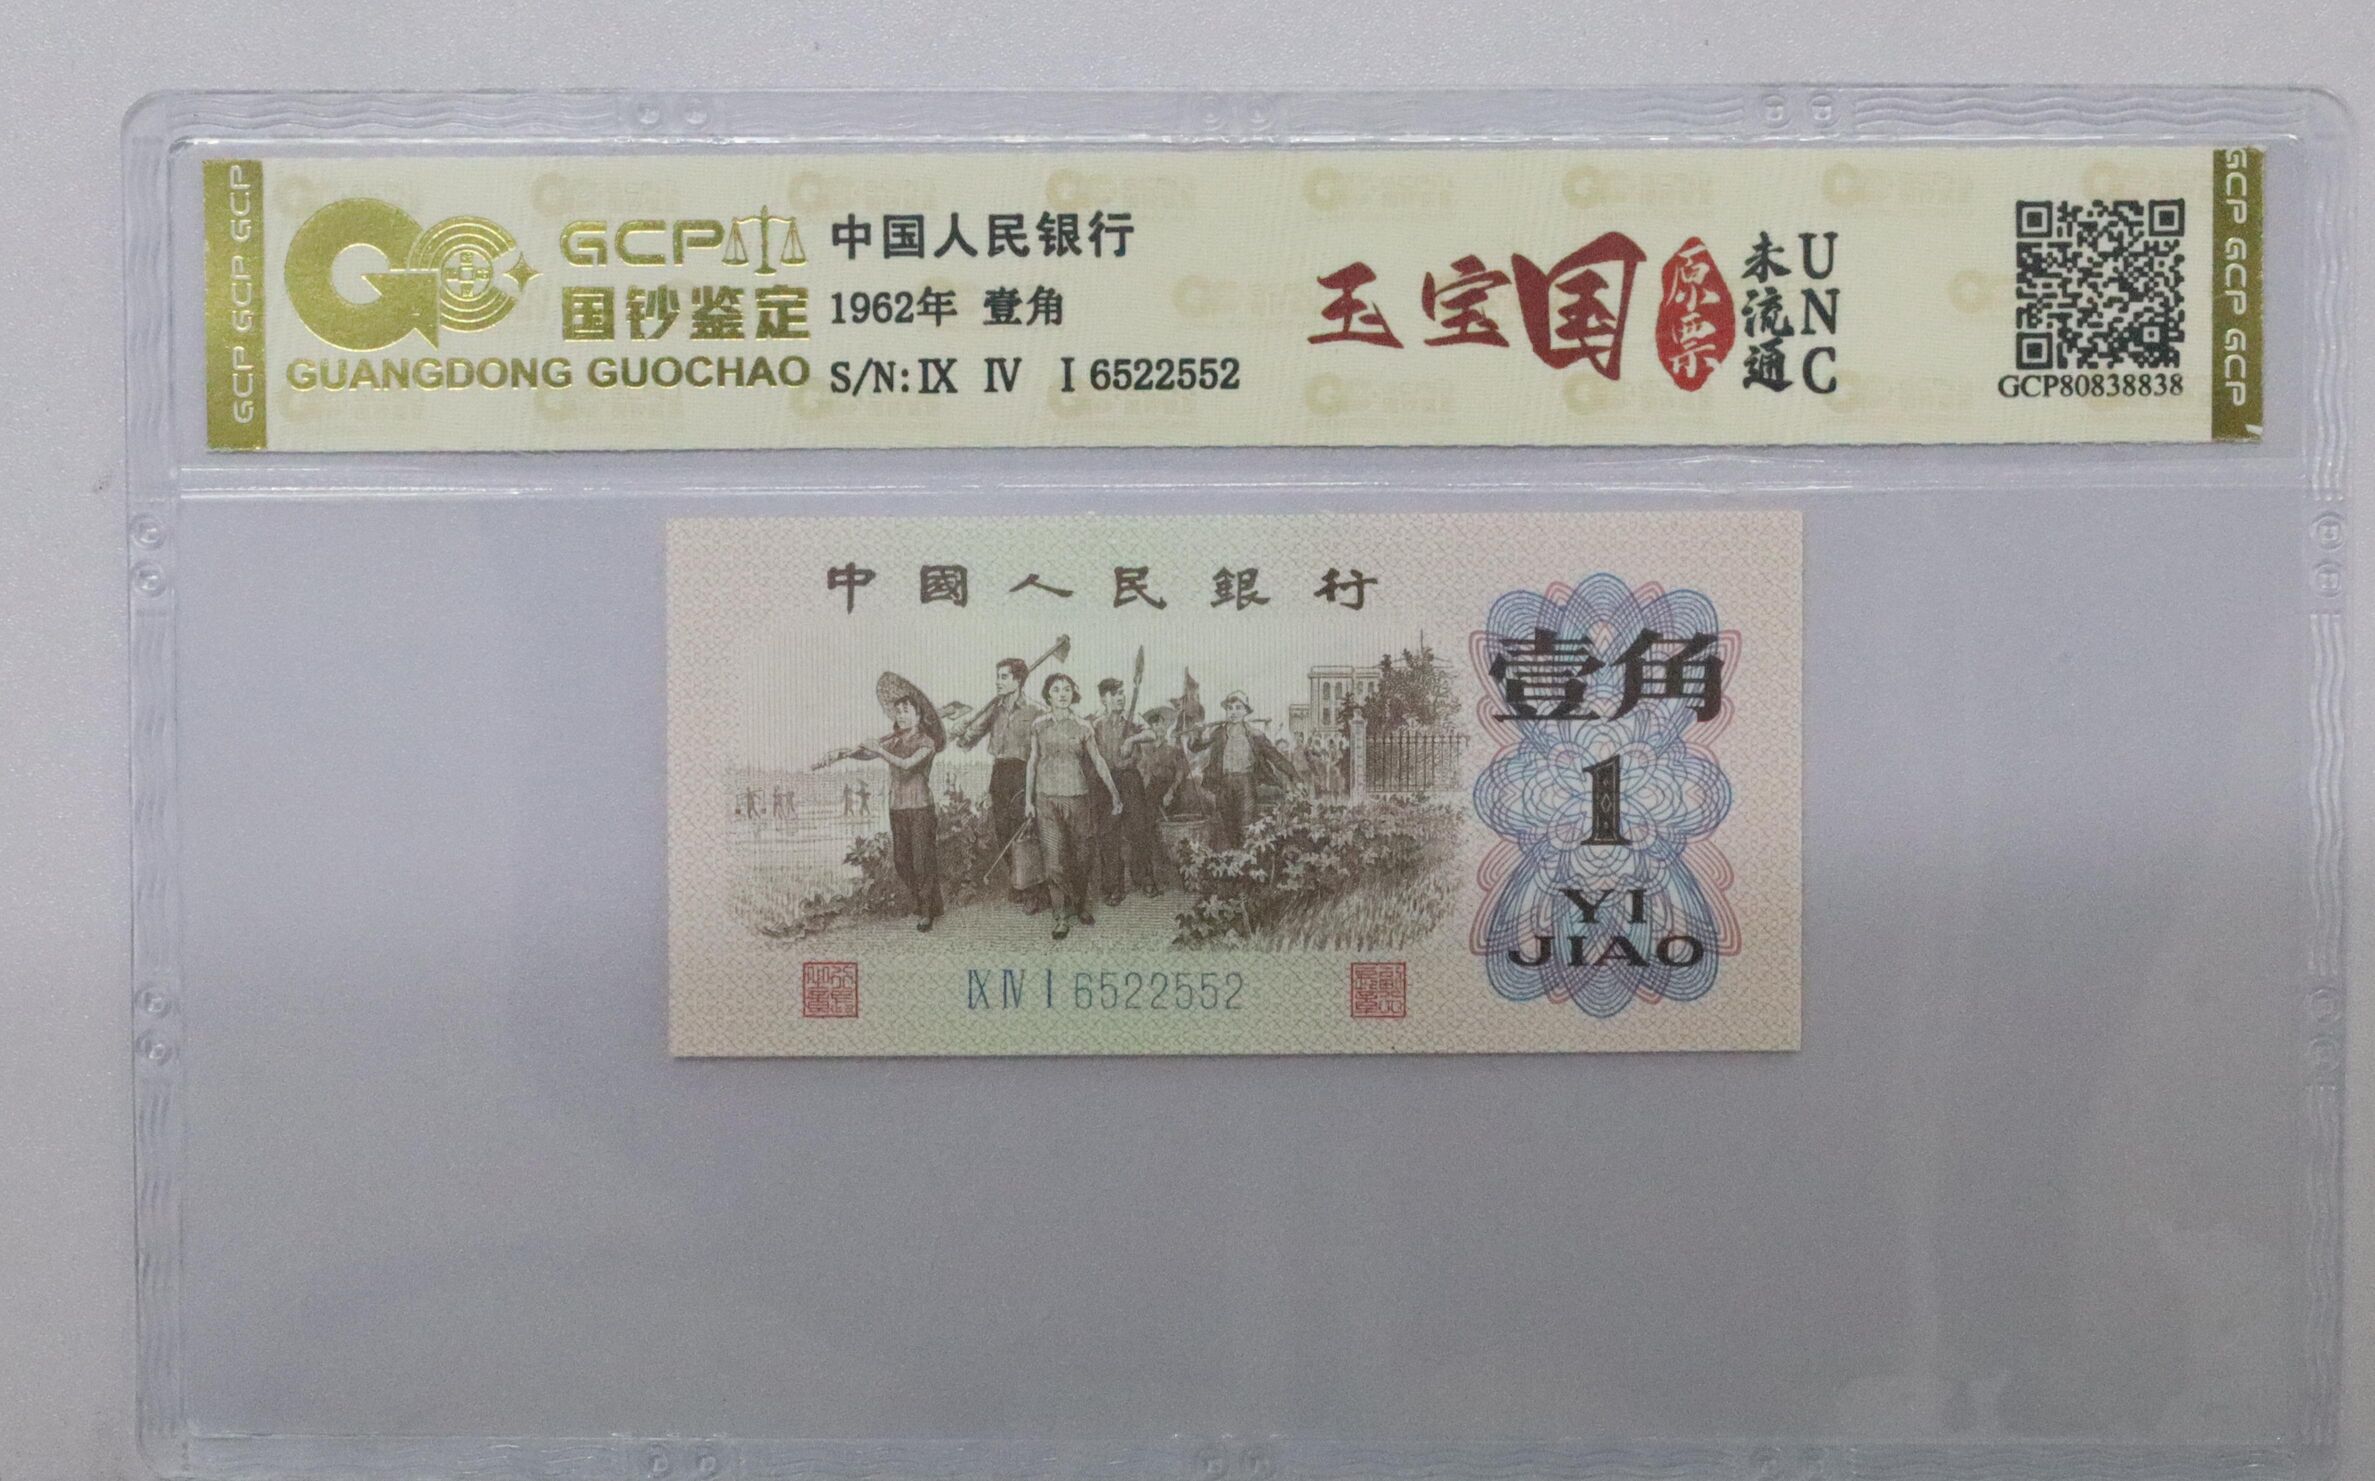 GCP GCP GCP
GCP
国钞鉴定
GUANGDONG GUOCHAO
中国人民银行
1962年 壹角
S/N: Ⅸ Ⅳ Ⅰ 6522552
玉宝国
原票
未流通
UNC
GCP80838838
GCP GCP GCP
中國人民銀行
壹角
1
YI
JIAO
Ⅸ Ⅳ Ⅰ 6522552